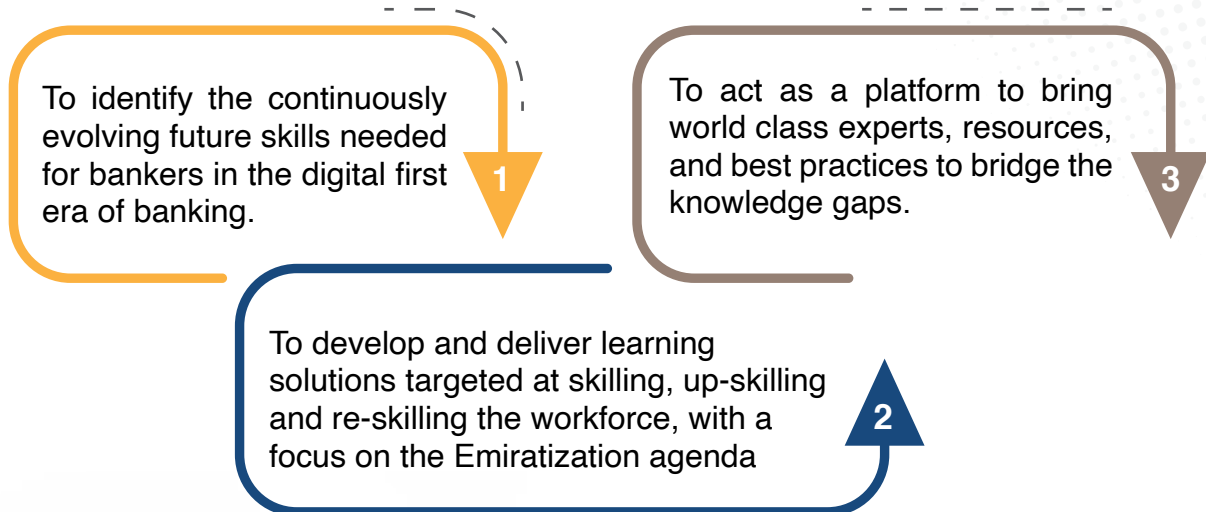 To identify the continuously
evolving future skills needed
for bankers in the digital first
era of banking.
1
To develop and deliver learning
solutions targeted at skilling, up-skilling
and re-skilling the workforce, with a
focus on the Emiratization agenda
2
To act as a platform to bring
world class experts, resources,
and best practices to bridge the
knowledge gaps.
3